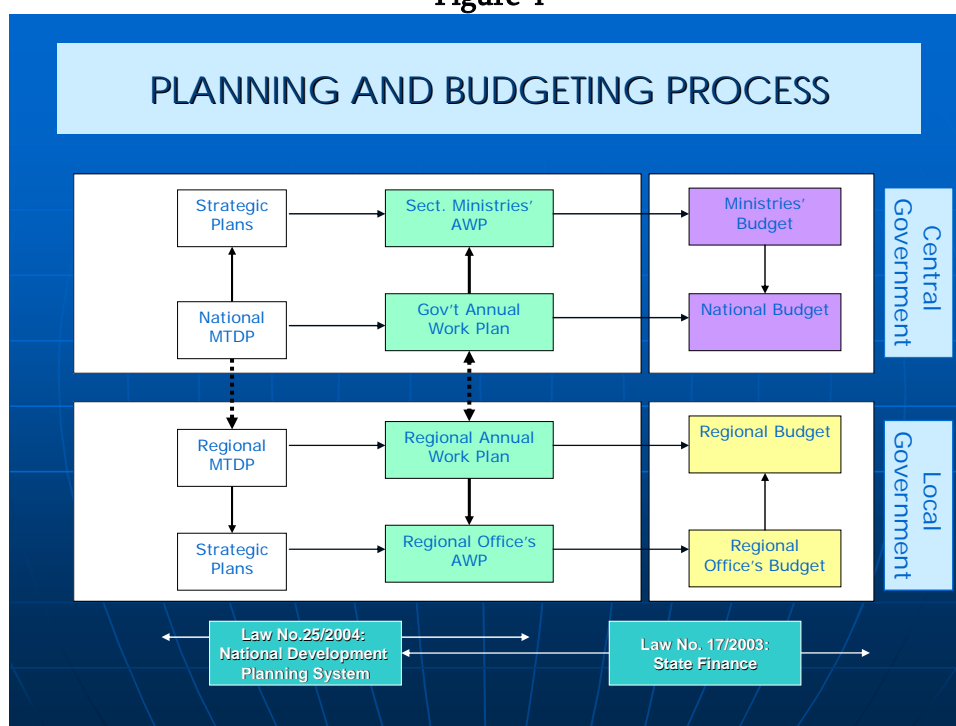 PLANNING AND BUDGETING PROCESS
Strategic
Plans
Sect. Ministries'
AWP
Ministries'
Budget
Central
Government
National
MTDP
Gov't Annual
Work Plan
National Budget
Regional
MTDP
Regional Annual
Work Plan
Regional Budget
Local
Government
Strategic
Plans
Regional Office's
AWP
Regional
Office's Budget
Law No.25/2004:
National Development
Planning System
Law No. 17/2003:
State Finance